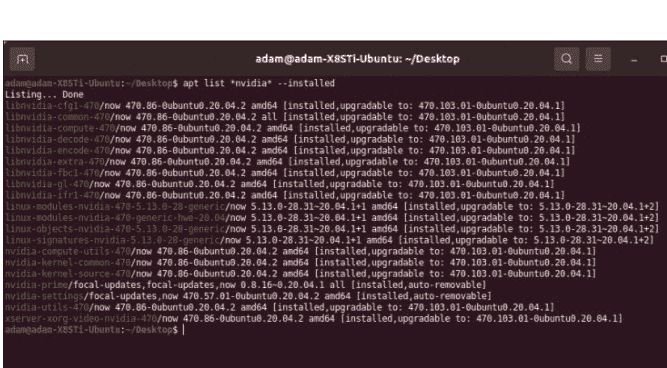 adam@adam-X8STi-Ubuntu: ~/Desktop
adam@adam-X8STi-Ubuntu:~/Desktop$ apt list *nvidia* --installed
Listing... Done
libnvidia-cfg1-470/now 470.86-0ubuntu0.20.04.2 amd64 [installed,upgradable to: 470.103.01-0ubuntu0.20.04.1]
libnvidia-common-470/now 470.86-0ubuntu0.20.04.2 all [installed,upgradable to: 470.103.01-0ubuntu0.20.04.1]
libnvidia-compute-470/now 470.86-0ubuntu0.20.04.2 amd64 [installed,upgradable to: 470.103.01-0ubuntu0.20.04.1]
libnvidia-decode-470/now 470.86-0ubuntu0.20.04.2 amd64 [installed,upgradable to: 470.103.01-0ubuntu0.20.04.1]
libnvidia-encode-470/now 470.86-0ubuntu0.20.04.2 amd64 [installed,upgradable to: 470.103.01-0ubuntu0.20.04.1]
libnvidia-extra-470/now 470.86-0ubuntu0.20.04.2 amd64 [installed,upgradable to: 470.103.01-0ubuntu0.20.04.1]
libnvidia-fbc1-470/now 470.86-0ubuntu0.20.04.2 amd64 [installed,upgradable to: 470.103.01-0ubuntu0.20.04.1]
libnvidia-gl-470/now 470.86-0ubuntu0.20.04.2 amd64 [installed,upgradable to: 470.103.01-0ubuntu0.20.04.1]
libnvidia-ifr1-470/now 470.86-0ubuntu0.20.04.2 amd64 [installed,upgradable to: 470.103.01-0ubuntu0.20.04.1]
linux-modules-nvidia-470-5.13.0-28-generic/now 5.13.0-28.31~20.04.1+1 amd64 [installed,upgradable to: 5.13.0-28.31~20.04.1+2]
linux-modules-nvidia-470-generic-hwe-20.04/now 5.13.0-28.31~20.04.1+1 amd64 [installed,upgradable to: 5.13.0-28.31~20.04.1+2]
linux-objects-nvidia-470-5.13.0-28-generic/now 5.13.0-28.31~20.04.1+1 amd64 [installed,upgradable to: 5.13.0-28.31~20.04.1+2]
linux-signatures-nvidia-5.13.0-28-generic/now 5.13.0-28.31~20.04.1+1 amd64 [installed,upgradable to: 5.13.0-28.31~20.04.1+2]
nvidia-compute-utils-470/now 470.86-0ubuntu0.20.04.2 amd64 [installed,upgradable to: 470.103.01-0ubuntu0.20.04.1]
nvidia-kernel-common-470/now 470.86-0ubuntu0.20.04.2 amd64 [installed,upgradable to: 470.103.01-0ubuntu0.20.04.1]
nvidia-kernel-source-470/now 470.86-0ubuntu0.20.04.2 amd64 [installed,upgradable to: 470.103.01-0ubuntu0.20.04.1]
nvidia-prime/focal-updates,focal-updates,now 0.8.16~0.20.04.1 all [installed,auto-removable]
nvidia-settings/focal-updates,now 470.57.01-0ubuntu0.20.04.2 amd64 [installed,auto-removable]
nvidia-utils-470/now 470.86-0ubuntu0.20.04.2 amd64 [installed,upgradable to: 470.103.01-0ubuntu0.20.04.1]
xserver-xorg-video-nvidia-470/now 470.86-0ubuntu0.20.04.2 amd64 [installed,upgradable to: 470.103.01-0ubuntu0.20.04.1]
adam@adam-X8STi-Ubuntu:~/Desktop$